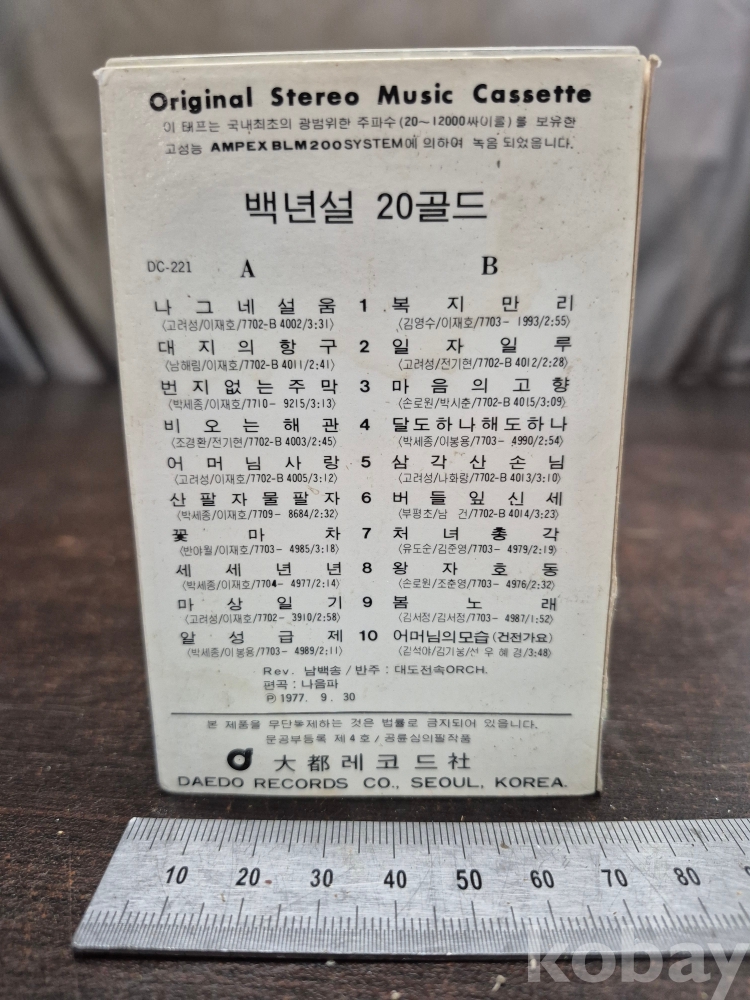 Original Stereo Music Cassette
이 테프는 국내최초의 광범위한 주파수(20~12000싸이클)를 보유한
고성능 AMPEX BLM200SYSTEM에 의하여 녹음 되었읍니다.
백년설 20골드
DC-221 A B
나그네설움 1 복지만리
〈고려성/이재호/7702-B 4002/3:31〉 〈김영수/이재호/7703- 1993/2:55〉
대지의항구 2 일자일루
〈남해림/이재호/7702-B 4011/2:41〉 〈고려성/전기현/7702-B 4012/2:28〉
번지없는주막 3 마음의고향
〈박세종/이재호/7710- 9215/3:13〉 〈손로원/박시춘/7702-B 4015/3:09〉
비오는해관 4 달도하나해도하나
〈조경환/전기현/7702-B 4003/2:45〉 〈박세종/이봉용/7703- 4990/2:54〉
어머님사랑 5 삼각산손님
〈고려성/이재호/7702-B 4005/3:12〉 〈고려성/나화랑/7702-B 4013/3:10〉
산팔자물팔자 6 버들잎신세
〈박세종/이재호/7709- 8684/2:32〉 〈부평초/남 건/7702-B 4014/3:23〉
꽃마차 7 처녀총각
〈반야월/이재호/7703- 4985/3:18〉 〈유도순/김준영/7703- 4979/2:19〉
세세년년 8 왕자호동
〈박세종/이재호/7704- 4977/2:14〉 〈손로원/조춘영/7703- 4976/2:32〉
마상일기 9 봄노래
〈고려성/이재호/7702- 3910/2:58〉 〈김서정/김서정/7703- 4987/1:52〉
알성급제 10 어머님의모습(건전가요)
〈박세종/이봉용/7703- 4989/2:11〉 〈김석야/김기웅/선우혜경/3:48〉
Rev. 남백송 / 반주 : 대도전속ORCH.
편곡 : 나음파
Ⓟ 1977. 9. 30
본 제품을 무단녹제하는 것은 법률로 금지되어 있읍니다.
문공부등록 제4호 / 공륜심의필작품
大都레코드社
DAEDO RECORDS CO., SEOUL, KOREA.
10 20 30 40 50 60 70 80
kobay